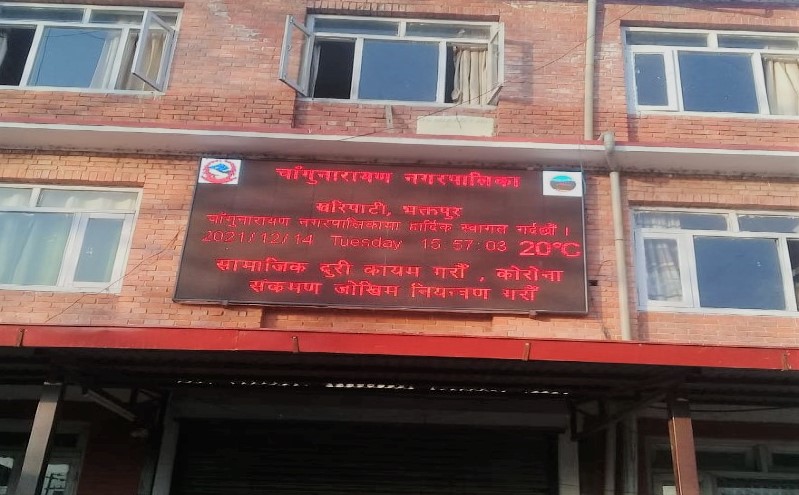 चाँगुनारायण नगरपालिका
खरिपाटी, भक्तपुर
चाँगुनारायण नगरपालिकामा हार्दिक स्वागत गर्दछौं ।
2021/12/14 Tuesday 15:57:03 20°C
सामाजिक दुरी कायम गरौँ , कोरोना
संक्रमण जोखिम नियन्त्रण गरौँ